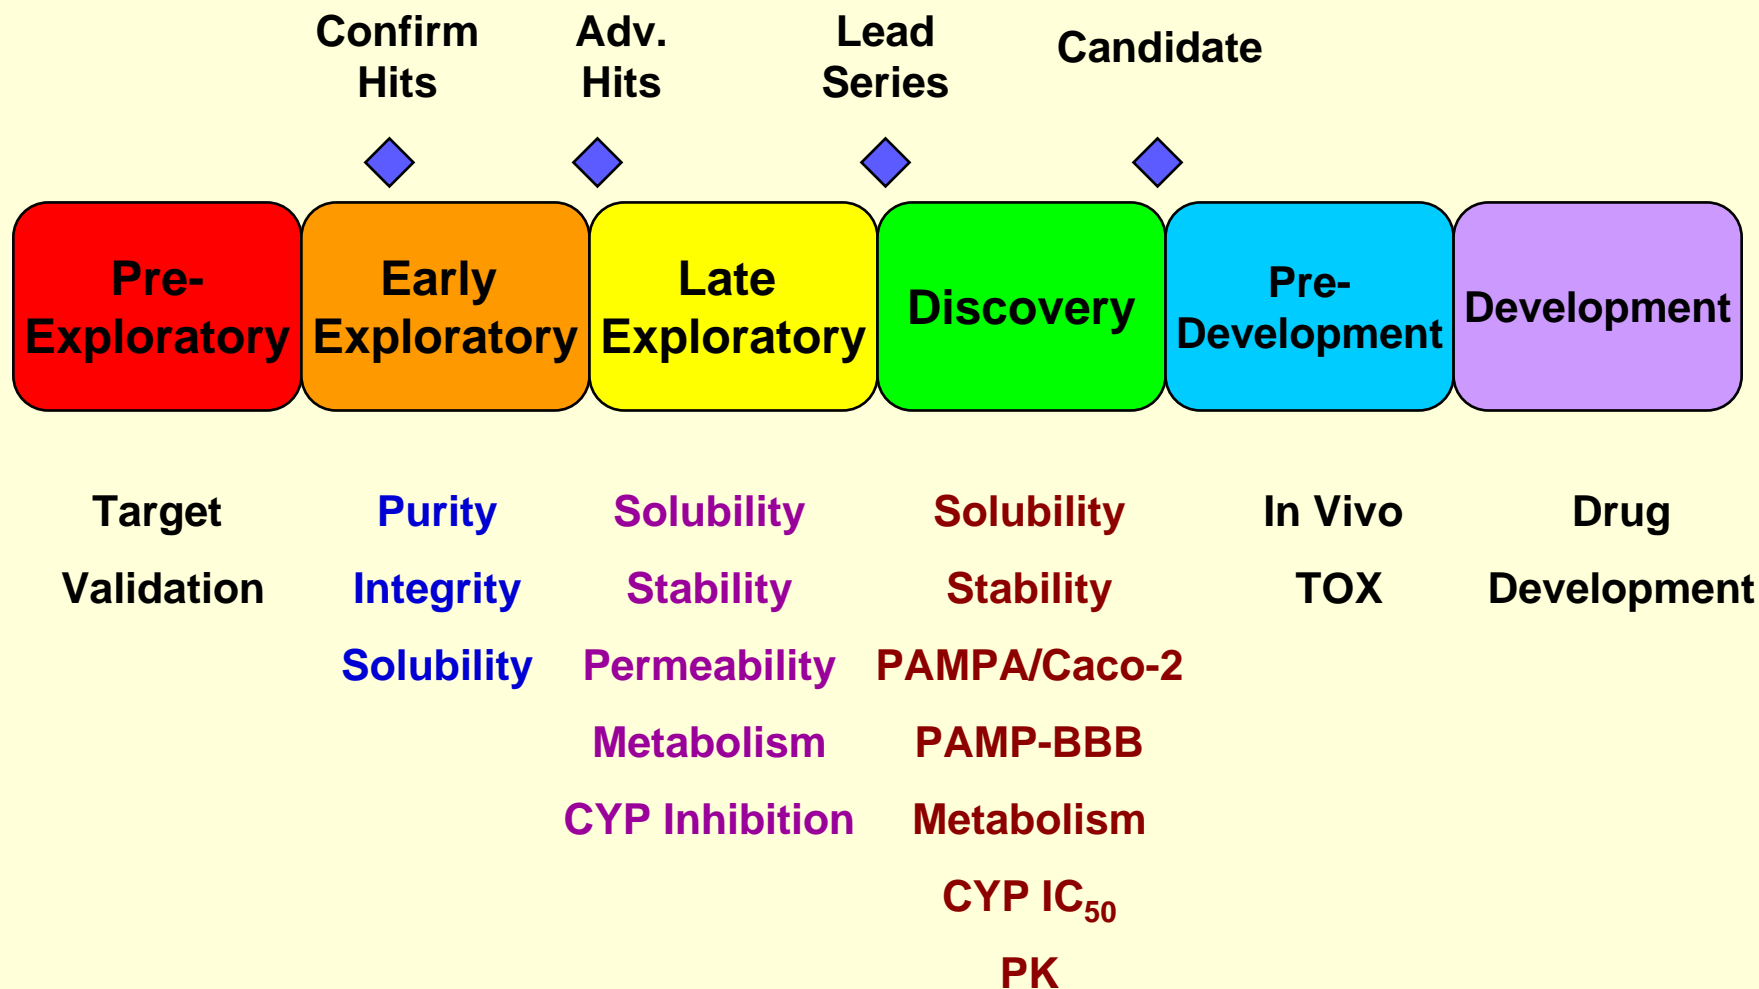 Confirm
Hits
Adv.
Hits
Lead
Series
Candidate
Pre-
Exploratory
Early
Exploratory
Late
Exploratory
Discovery
Pre-
Development
Development
Target
Validation
Purity
Integrity
Solubility
Solubility
Stability
Permeability
Metabolism
CYP Inhibition
Solubility
Stability
PAMPA/Caco-2
PAMP-BBB
Metabolism
CYP IC50
PK
In Vivo
TOX
Drug
Development